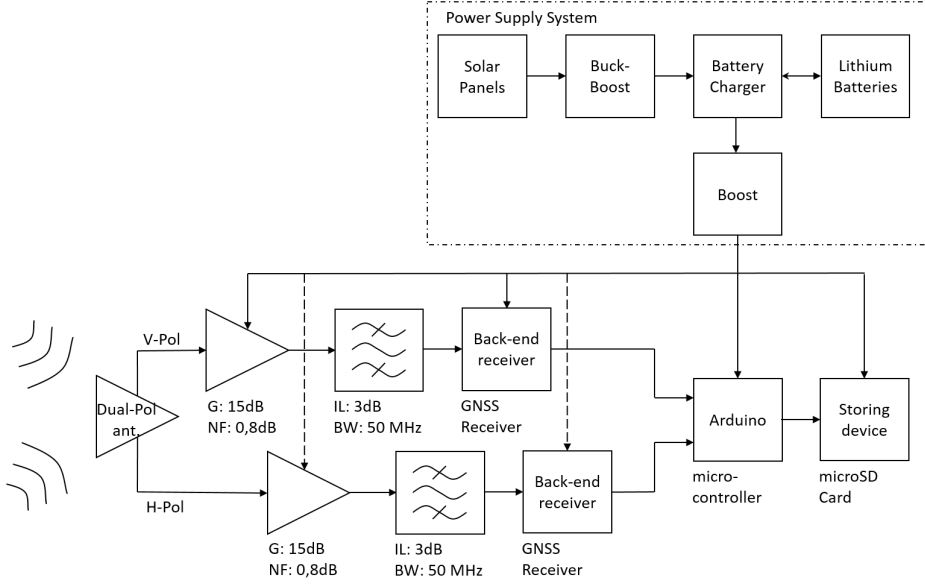 Power Supply System
Solar
Panels
Buck-
Boost
Battery
Charger
Lithium
Batteries
Boost
V-Pol
Dual-Pol
ant.
H-Pol
G: 15dB
NF: 0,8dB
IL: 3dB
BW: 50 MHz
Back-end
receiver
GNSS
Receiver
G: 15dB
NF: 0,8dB
IL: 3dB
BW: 50 MHz
Back-end
receiver
GNSS
Receiver
Arduino
micro-
controller
Storing
device
microSD
Card